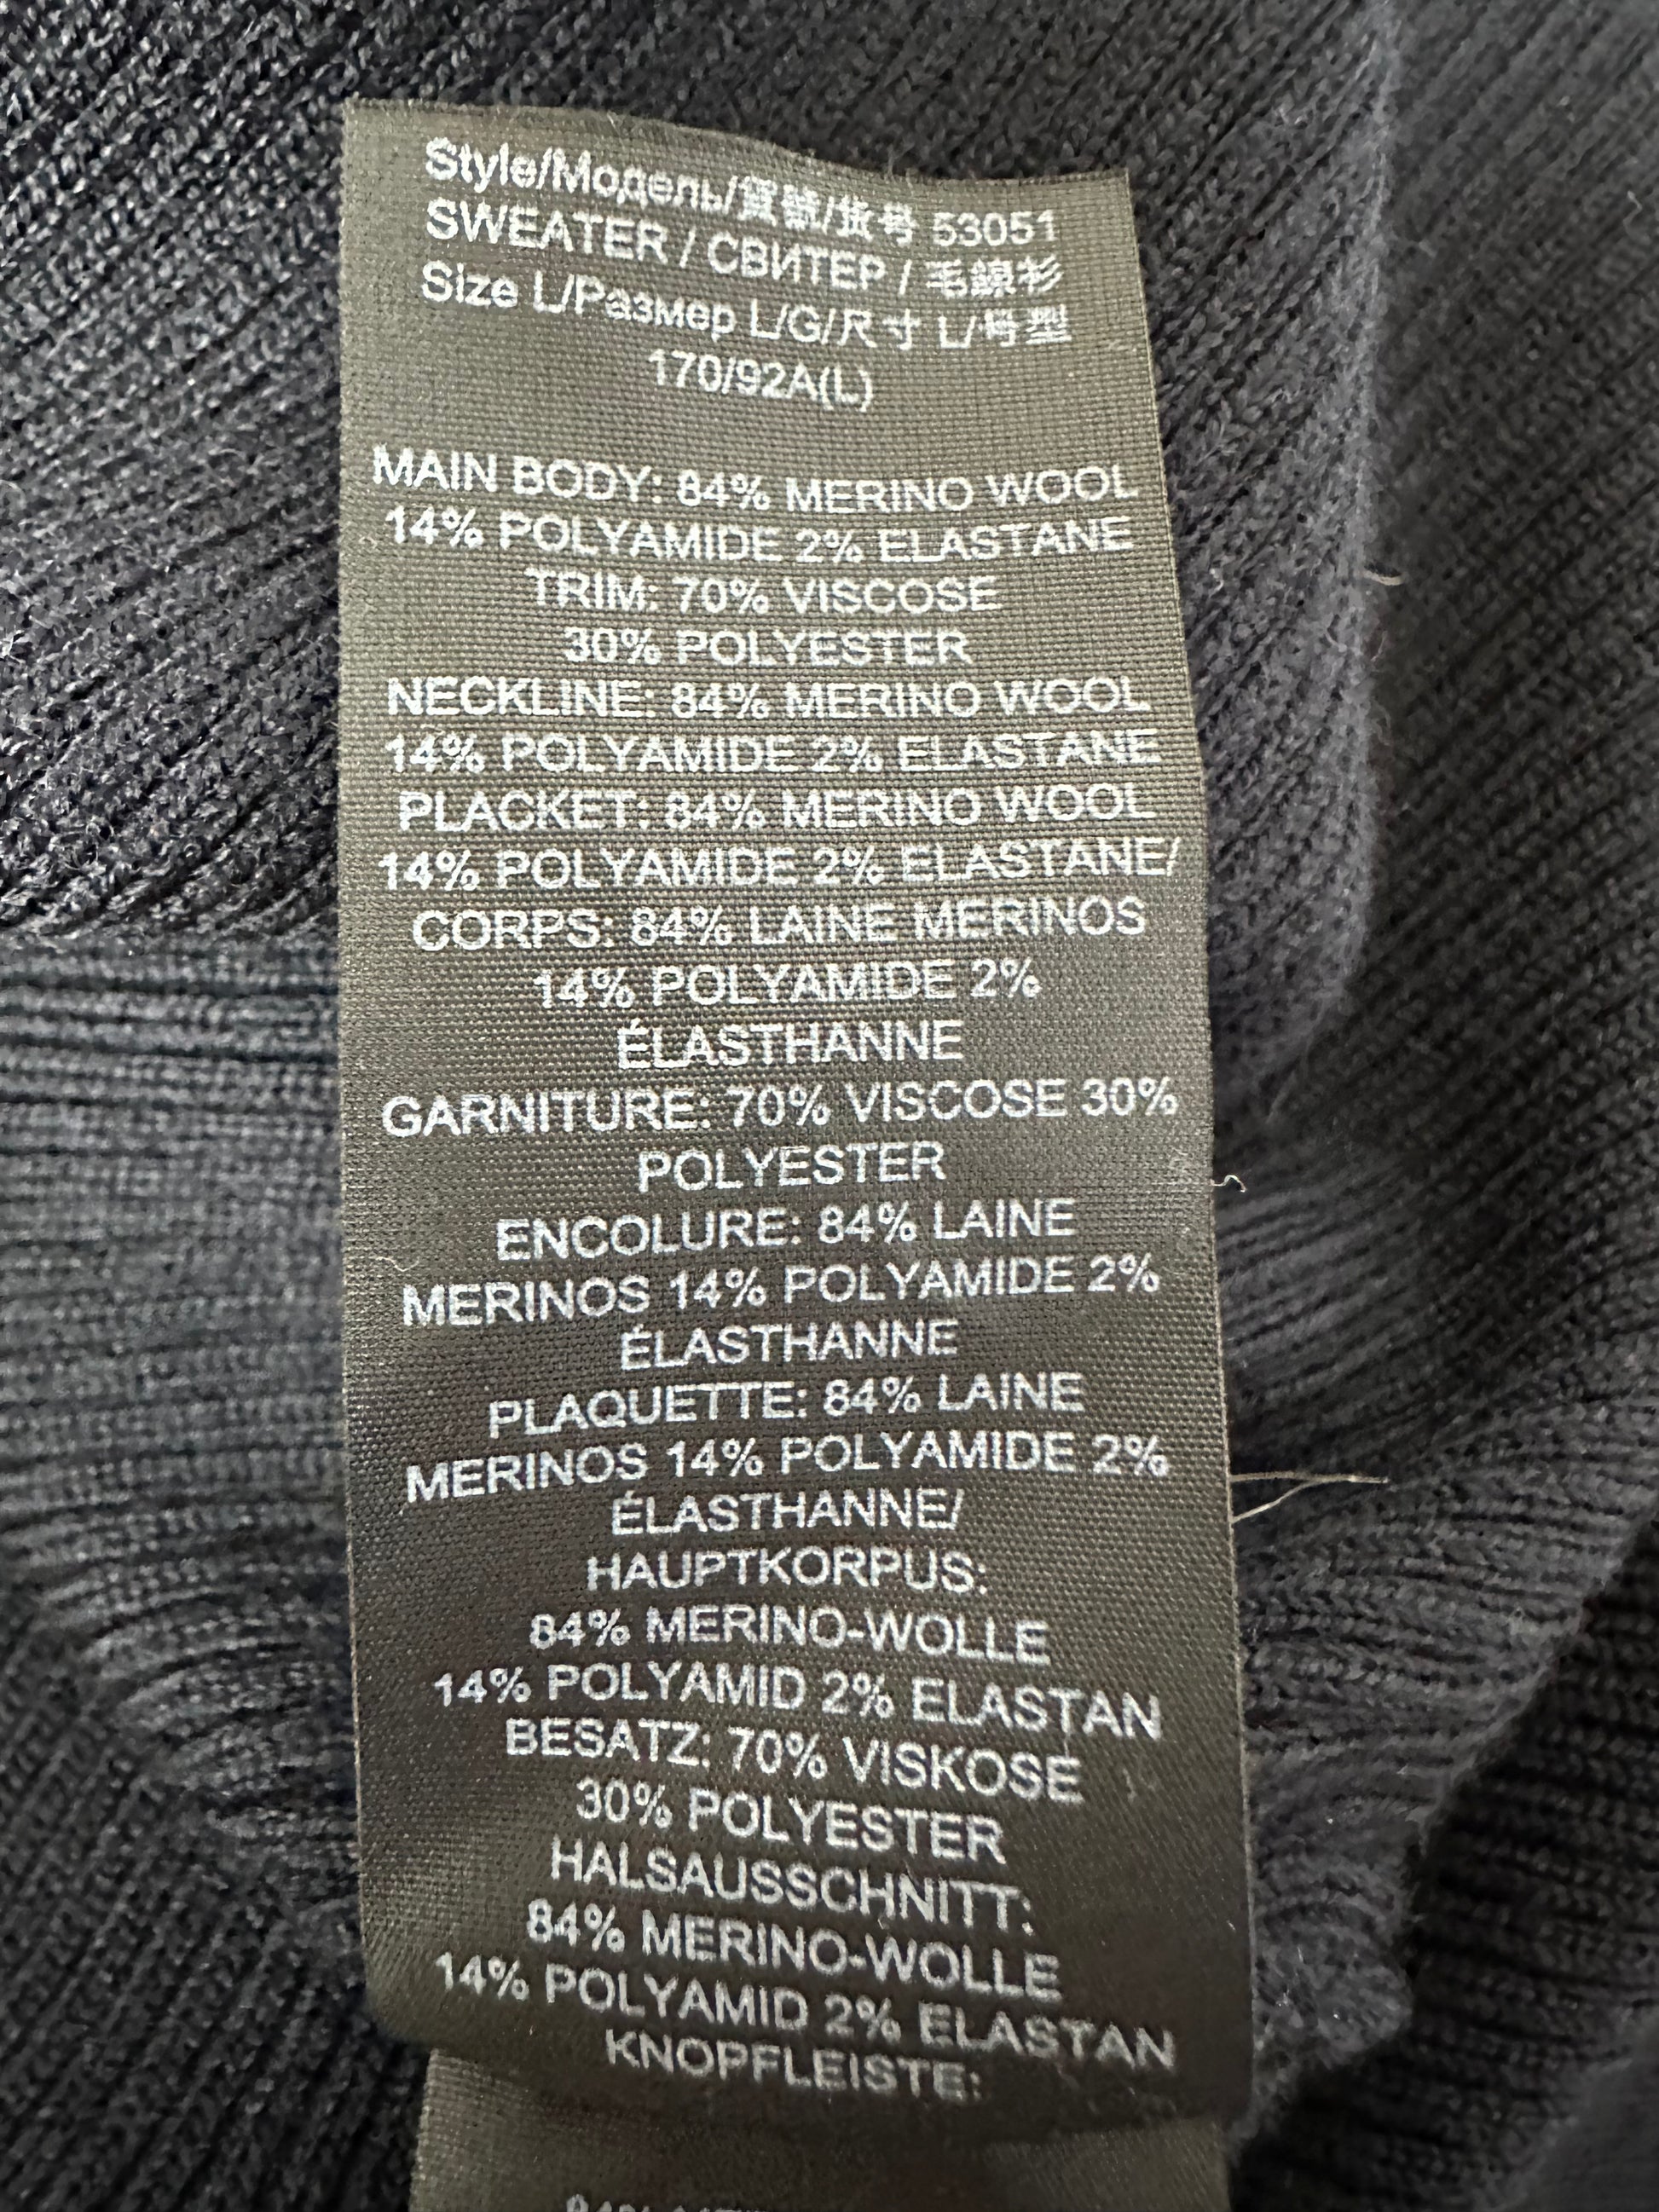 Style/Модель/貨號/货号 53051
SWEATER / СВИТЕР / 毛線衫
Size L/Размер L/G/尺寸 L/号型
170/92A(L)
MAIN BODY: 84% MERINO WOOL
14% POLYAMIDE 2% ELASTANE
TRIM: 70% VISCOSE
30% POLYESTER
NECKLINE: 84% MERINO WOOL
14% POLYAMIDE 2% ELASTANE
PLACKET: 84% MERINO WOOL
14% POLYAMIDE 2% ELASTANE/
CORPS: 84% LAINE MERINOS
14% POLYAMIDE 2%
ÉLASTHANNE
GARNITURE: 70% VISCOSE 30%
POLYESTER
ENCOLURE: 84% LAINE
MERINOS 14% POLYAMIDE 2%
ÉLASTHANNE
PLAQUETTE: 84% LAINE
MERINOS 14% POLYAMIDE 2%
ÉLASTHANNE/
HAUPTKORPUS:
84% MERINO-WOLLE
14% POLYAMID 2% ELASTAN
BESATZ: 70% VISKOSE
30% POLYESTER
HALSAUSSCHNITT:
84% MERINO-WOLLE
14% POLYAMID 2% ELASTAN
KNOPFLEISTE: